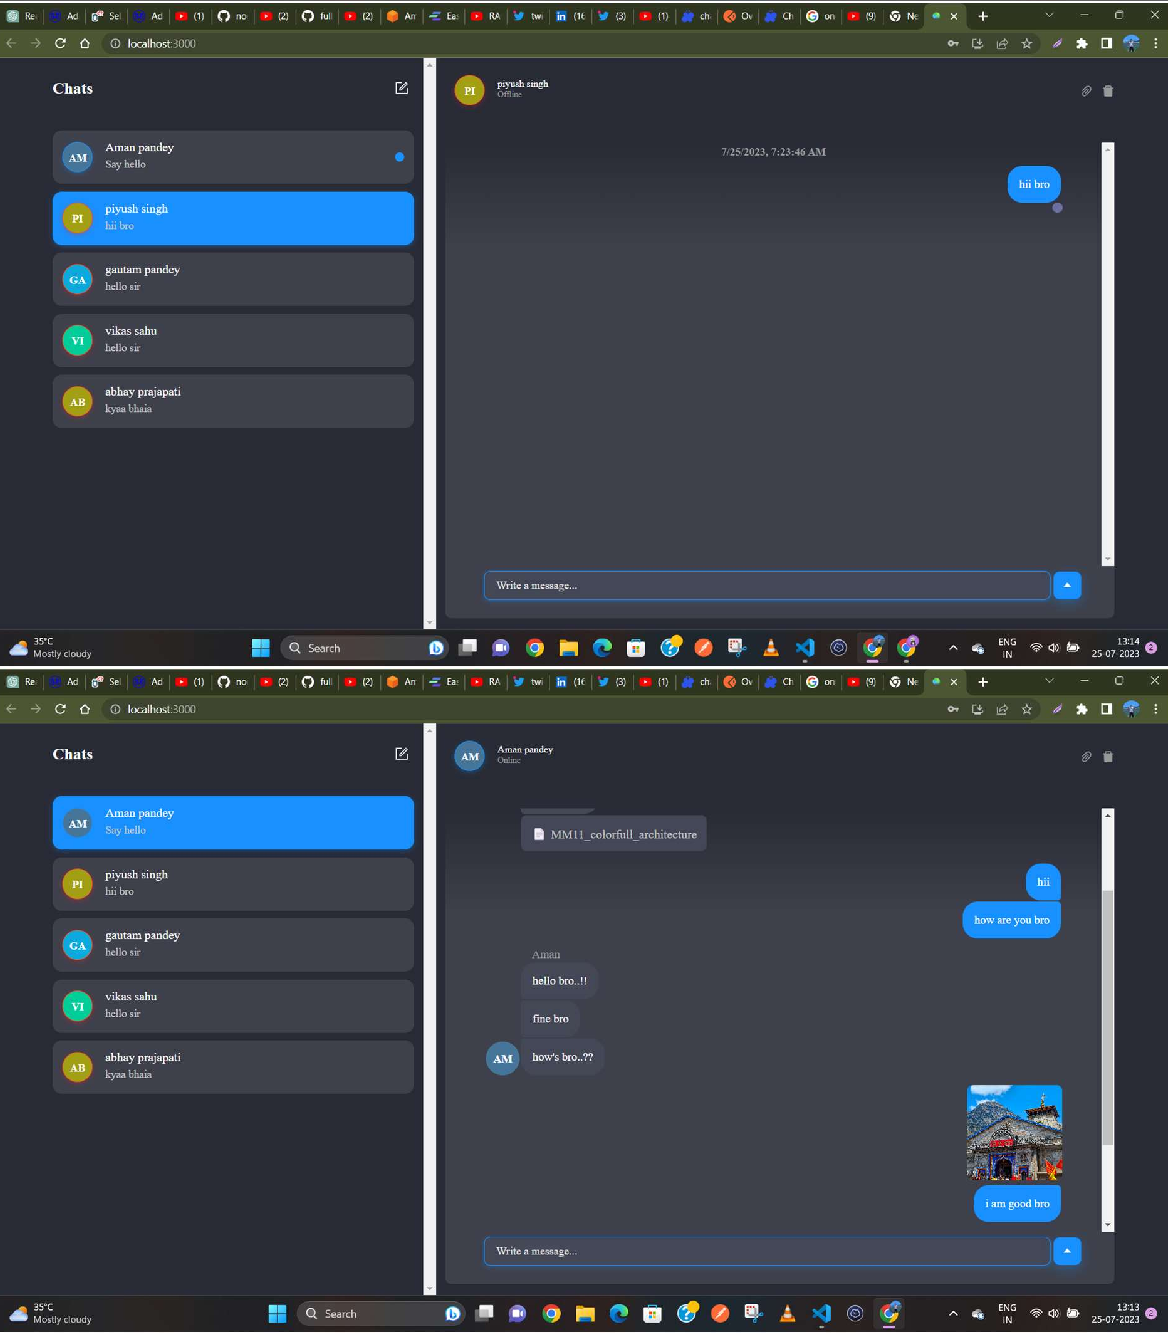 Re
Ad
Sel
Ad
(1)
no
(2)
full
(2)
An
Ea
RA
twi
(16
(3)
(1)
ch
Ov
Ch
on
(9)
Ne
localhost:3000
Chats
AM
Aman pandey
Say hello
PI
piyush singh
hii bro
GA
gautam pandey
hello sir
VI
vikas sahu
hello sir
AB
abhay prajapati
kyaa bhaia
PI
piyush singh
Offline
7/25/2023, 7:23:46 AM
hii bro
Write a message...
35°C
Mostly cloudy
Search
ENG
IN
13:14
25-07-2023
2
Re
Ad
Sel
Ad
(1)
no
(2)
full
(2)
An
Ea
RA
twi
(16
(3)
(1)
ch
Ov
Ch
on
(9)
Ne
localhost:3000
Chats
AM
Aman pandey
Say hello
PI
piyush singh
hii bro
GA
gautam pandey
hello sir
VI
vikas sahu
hello sir
AB
abhay prajapati
kyaa bhaia
AM
Aman pandey
Online
MM11_colorfull_architecture
hii
how are you bro
Aman
hello bro..!!
fine bro
AM
how's bro..??
i am good bro
Write a message...
35°C
Mostly cloudy
Search
ENG
IN
13:13
25-07-2023
2